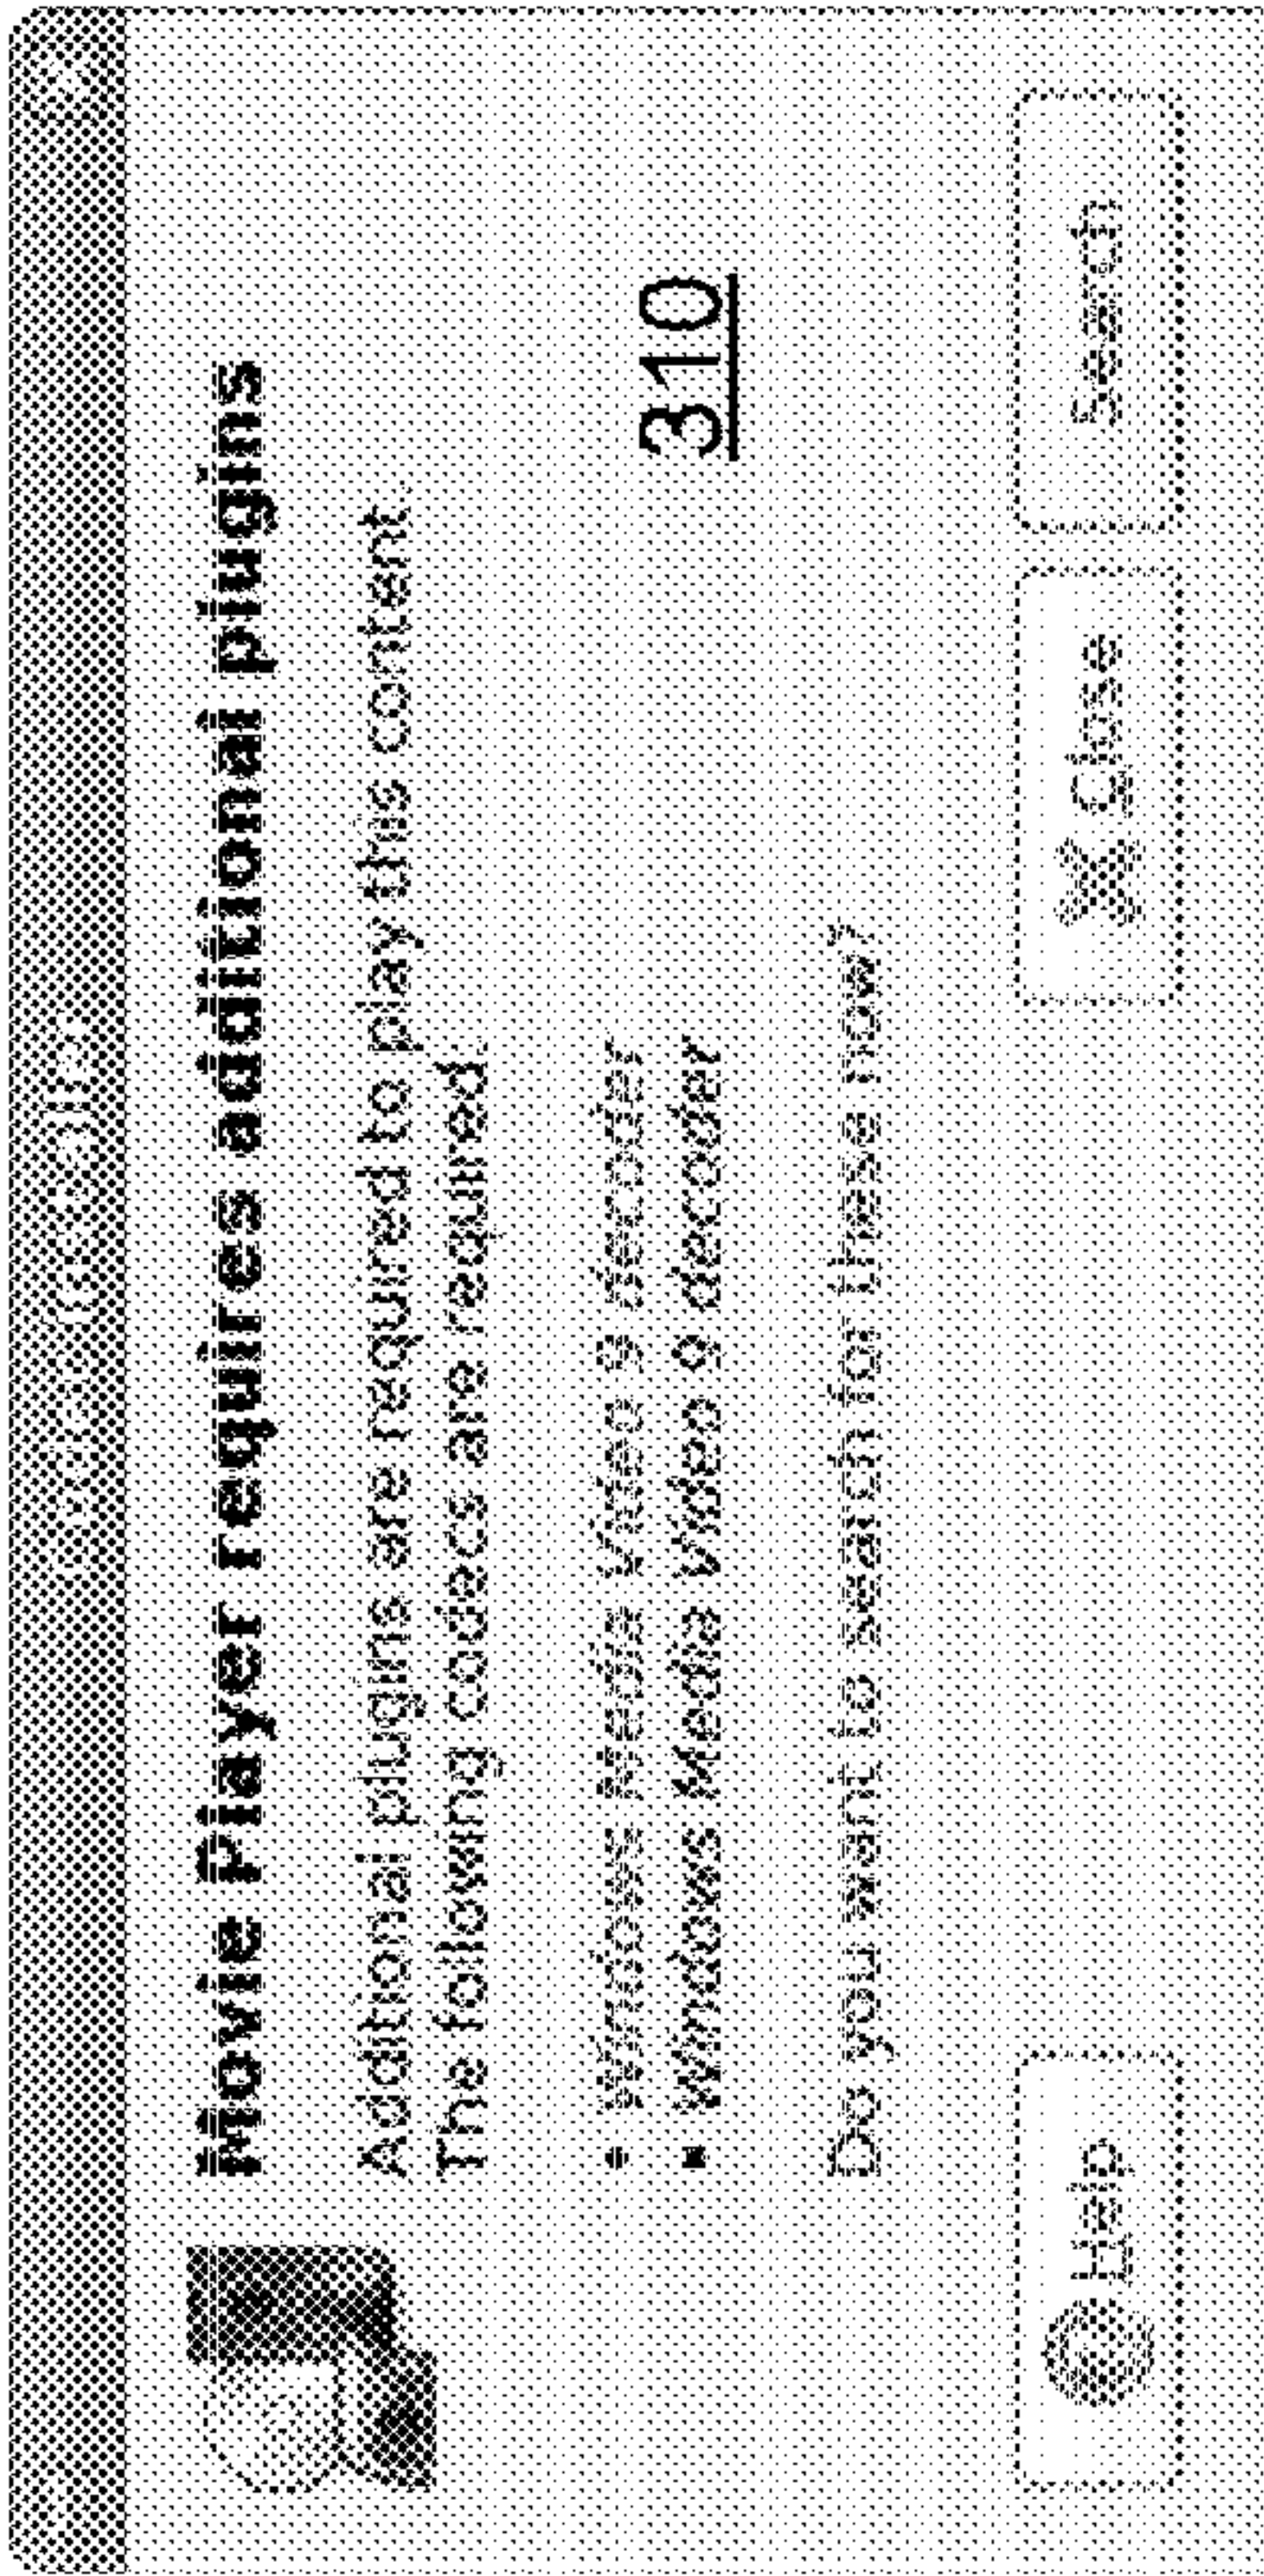 Movie Player requires additional plugins
Additional plugins are required to play this content.
The following codecs are required:
• Windows Media Video 9 decoder
• Windows Media Video 9 decoder
310
Do you want to search for these now?
Help
Close
Search